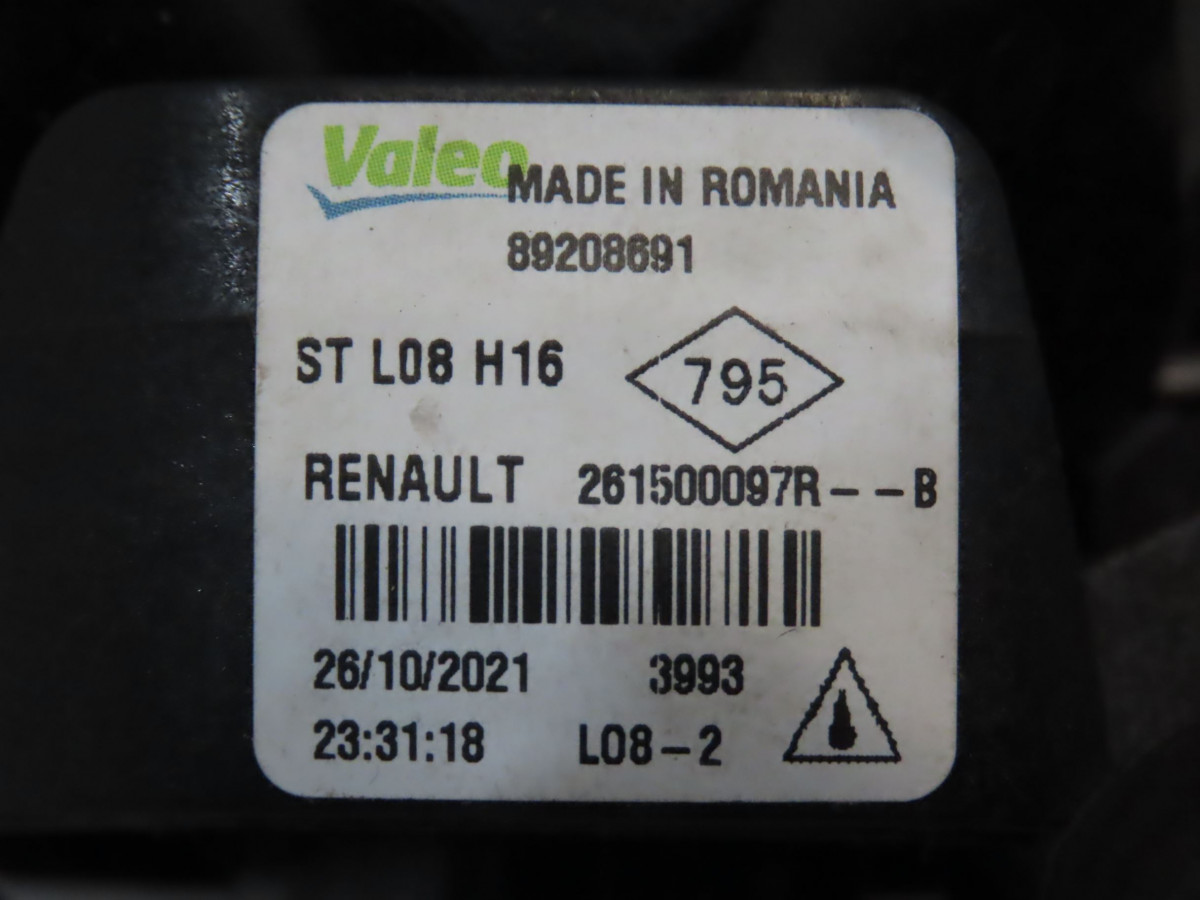 Valeo MADE IN ROMANIA
89208691
ST L08 H16 795
RENAULT 261500097R--B
26/10/2021 3993
23:31:18 L08-2